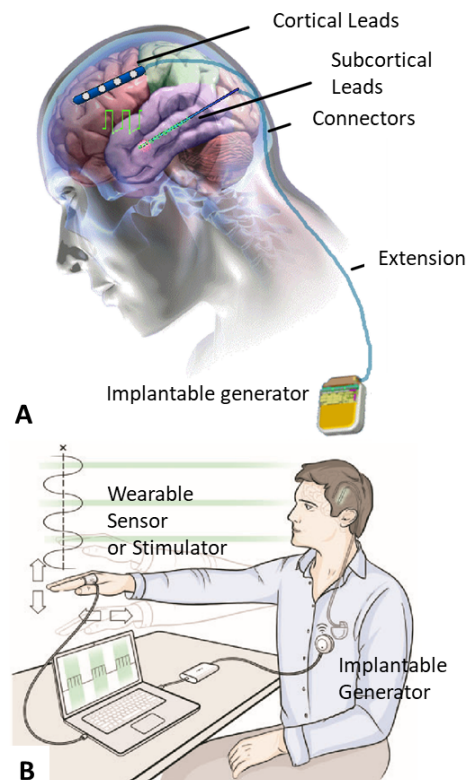 Cortical Leads
Subcortical
Leads
Connectors
Extension
Implantable generator
A
x
Wearable
Sensor
or Stimulator
Implantable
Generator
B